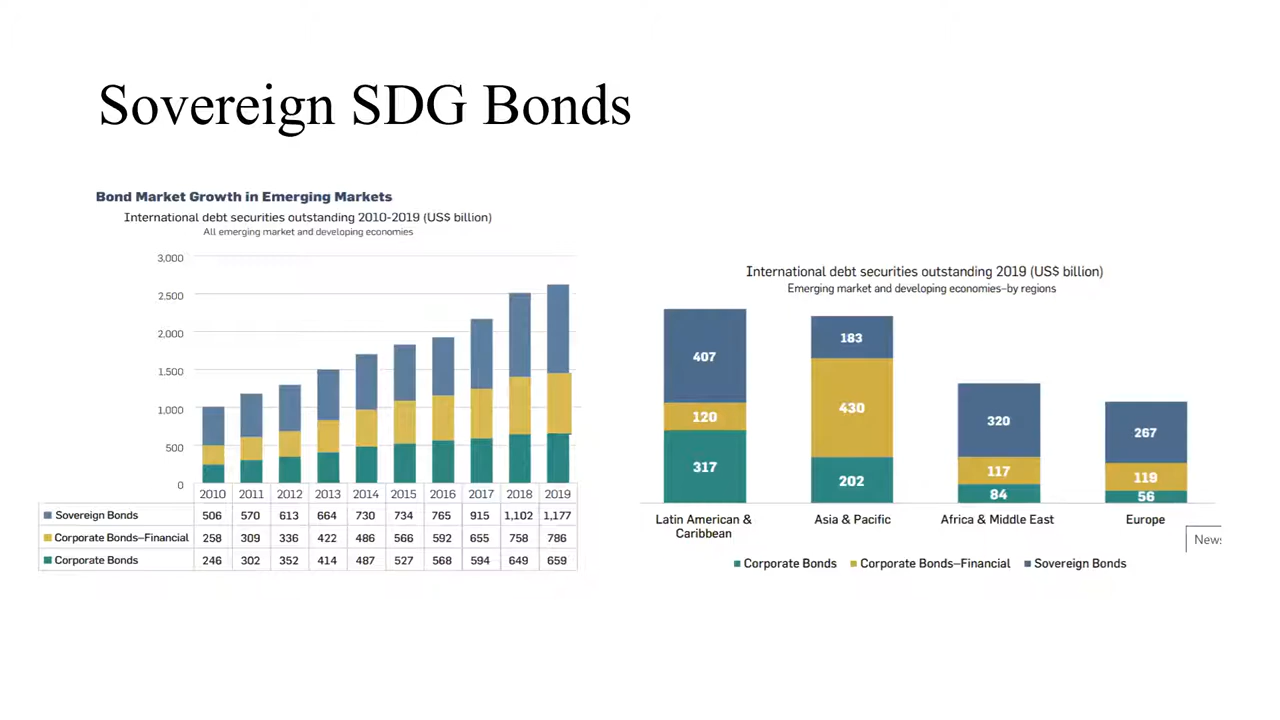 Sovereign SDG Bonds
Bond Market Growth in Emerging Markets
International debt securities outstanding 2010-2019 (US$ billion)
All emerging market and developing economies
3,000
2,500
2,000
1,500
1,000
500
0
2010 2011 2012 2013 2014 2015 2016 2017 2018 2019
Sovereign Bonds 506 570 613 664 730 734 765 915 1,102 1,177
Corporate Bonds–Financial 258 309 336 422 486 566 592 655 758 786
Corporate Bonds 246 302 352 414 487 527 568 594 649 659
International debt securities outstanding 2019 (US$ billion)
Emerging market and developing economies–by regions
407 183 320 267
120 430 117 119
317 202 84 56
Latin American & Asia & Pacific Africa & Middle East Europe
Caribbean
Corporate Bonds Corporate Bonds–Financial Sovereign Bonds